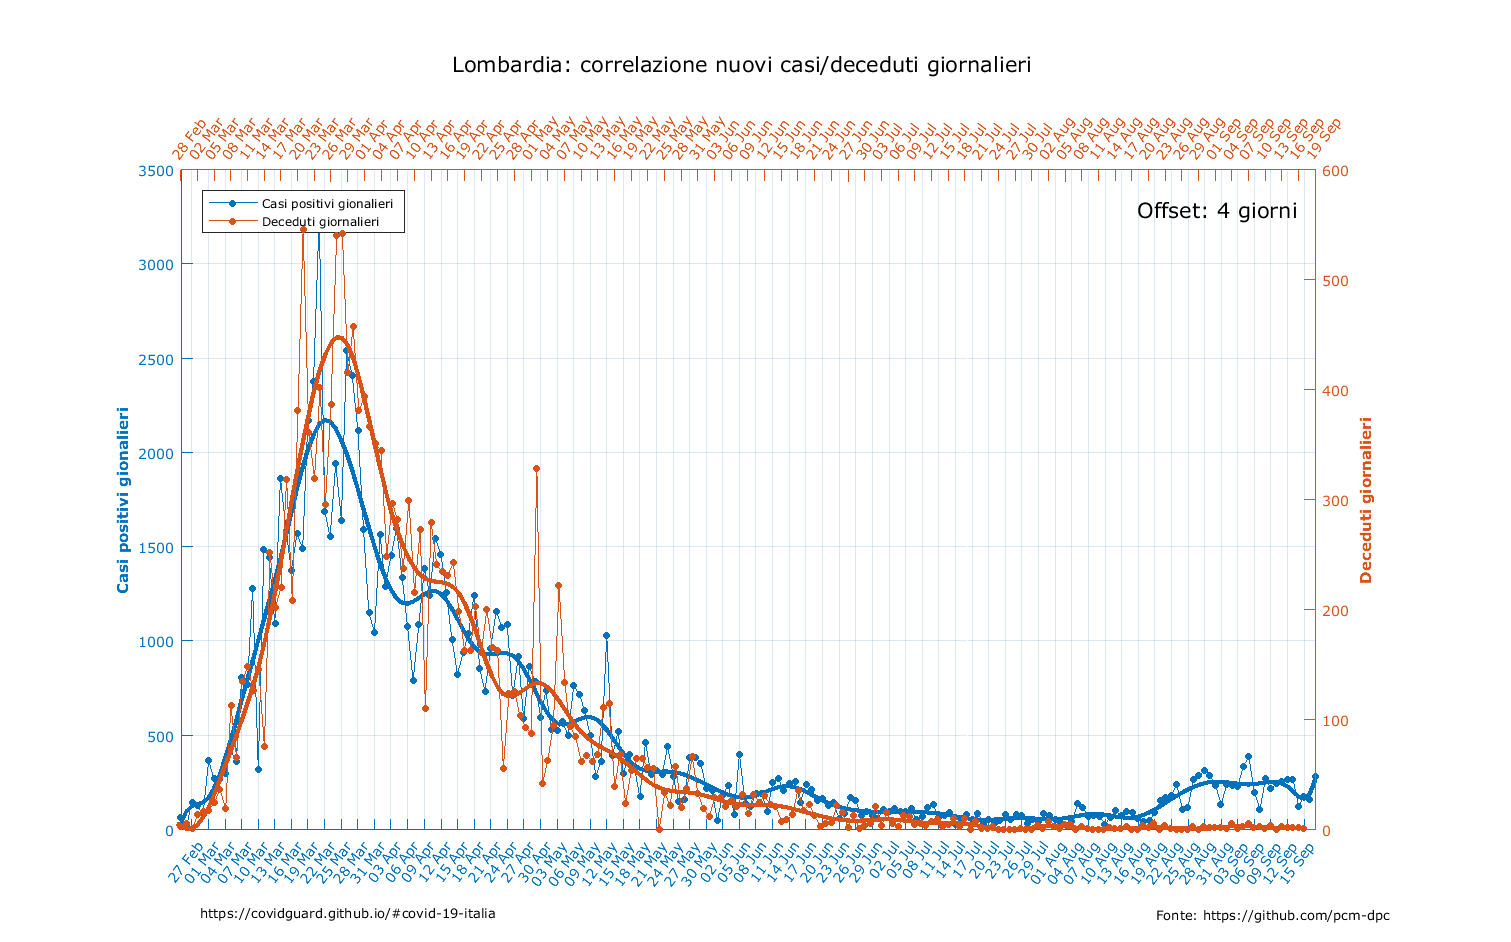 Lombardia: correlazione nuovi casi/deceduti giornalieri
28 Feb 02 Mar 05 Mar 08 Mar 11 Mar 14 Mar 17 Mar 20 Mar 23 Mar 26 Mar 29 Mar 01 Apr 04 Apr 07 Apr 10 Apr 13 Apr 16 Apr 19 Apr 22 Apr 25 Apr 28 Apr 01 May 04 May 07 May 10 May 13 May 16 May 19 May 22 May 25 May 28 May 31 May 03 Jun 06 Jun 09 Jun 12 Jun 15 Jun 18 Jun 21 Jun 24 Jun 27 Jun 30 Jun 03 Jul 06 Jul 09 Jul 12 Jul 15 Jul 18 Jul 21 Jul 24 Jul 27 Jul 30 Jul 02 Aug 05 Aug 08 Aug 11 Aug 14 Aug 17 Aug 20 Aug 23 Aug 26 Aug 29 Aug 01 Sep 04 Sep 07 Sep 10 Sep 13 Sep 16 Sep 19 Sep
Casi positivi gionalieri
Deceduti giornalieri
Offset: 4 giorni
3500
3000
2500
2000
1500
1000
500
0
Casi positivi gionalieri
600
500
400
300
200
100
0
Deceduti giornalieri
27 Feb 01 Mar 04 Mar 07 Mar 10 Mar 13 Mar 16 Mar 19 Mar 22 Mar 25 Mar 28 Mar 31 Mar 03 Apr 06 Apr 09 Apr 12 Apr 15 Apr 18 Apr 21 Apr 24 Apr 27 Apr 30 Apr 03 May 06 May 09 May 12 May 15 May 18 May 21 May 24 May 27 May 30 May 02 Jun 05 Jun 08 Jun 11 Jun 14 Jun 17 Jun 20 Jun 23 Jun 26 Jun 29 Jun 02 Jul 05 Jul 08 Jul 11 Jul 14 Jul 17 Jul 20 Jul 23 Jul 26 Jul 29 Jul 01 Aug 04 Aug 07 Aug 10 Aug 13 Aug 16 Aug 19 Aug 22 Aug 25 Aug 28 Aug 31 Aug 03 Sep 06 Sep 09 Sep 12 Sep 15 Sep
https://covidguard.github.io/#covid-19-italia
Fonte: https://github.com/pcm-dpc